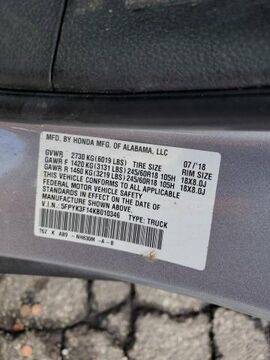 MFD. BY HONDA MFG. OF ALABAMA, LLC 07/'18
GVWR 2730 KG(6019 LBS) TIRE SIZE RIM SIZE
GAWR F 1420 KG(3131 LBS) 245/60R18 105H 18X8.0J
GAWR R 1460 KG(3219 LBS) 245/60R18 105H 18X8.0J
THIS VEHICLE CONFORMS TO ALL APPLICABLE
FEDERAL MOTOR VEHICLE SAFETY
STANDARDS IN EFFECT ON THE DATE OF
MANUFACTURE SHOWN ABOVE.
V.I.N.: 5FPYK3F14KB010346 TYPE: TRUCK
T6Z K AB9 - NH830M -A -B